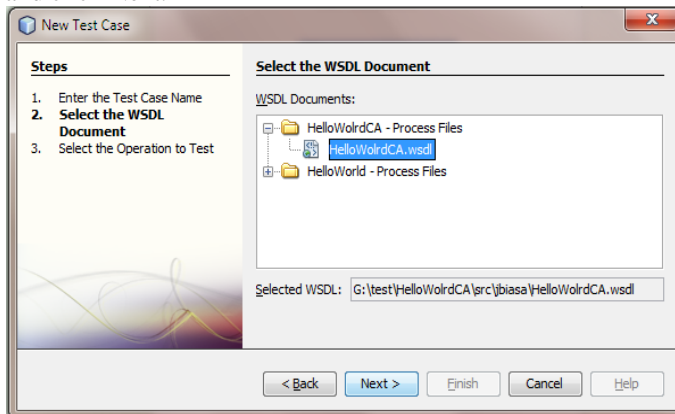 New Test Case
Steps
1. Enter the Test Case Name
2. Select the WSDL
Document
3. Select the Operation to Test
Select the WSDL Document
WSDL Documents:
HelloWolrdCA - Process Files
HelloWolrdCA.wsdl
HelloWorld - Process Files
Selected WSDL: G:\test\HelloWolrdCA\src\jbiasa\HelloWolrdCA.wsdl
< Back Next > Finish Cancel Help